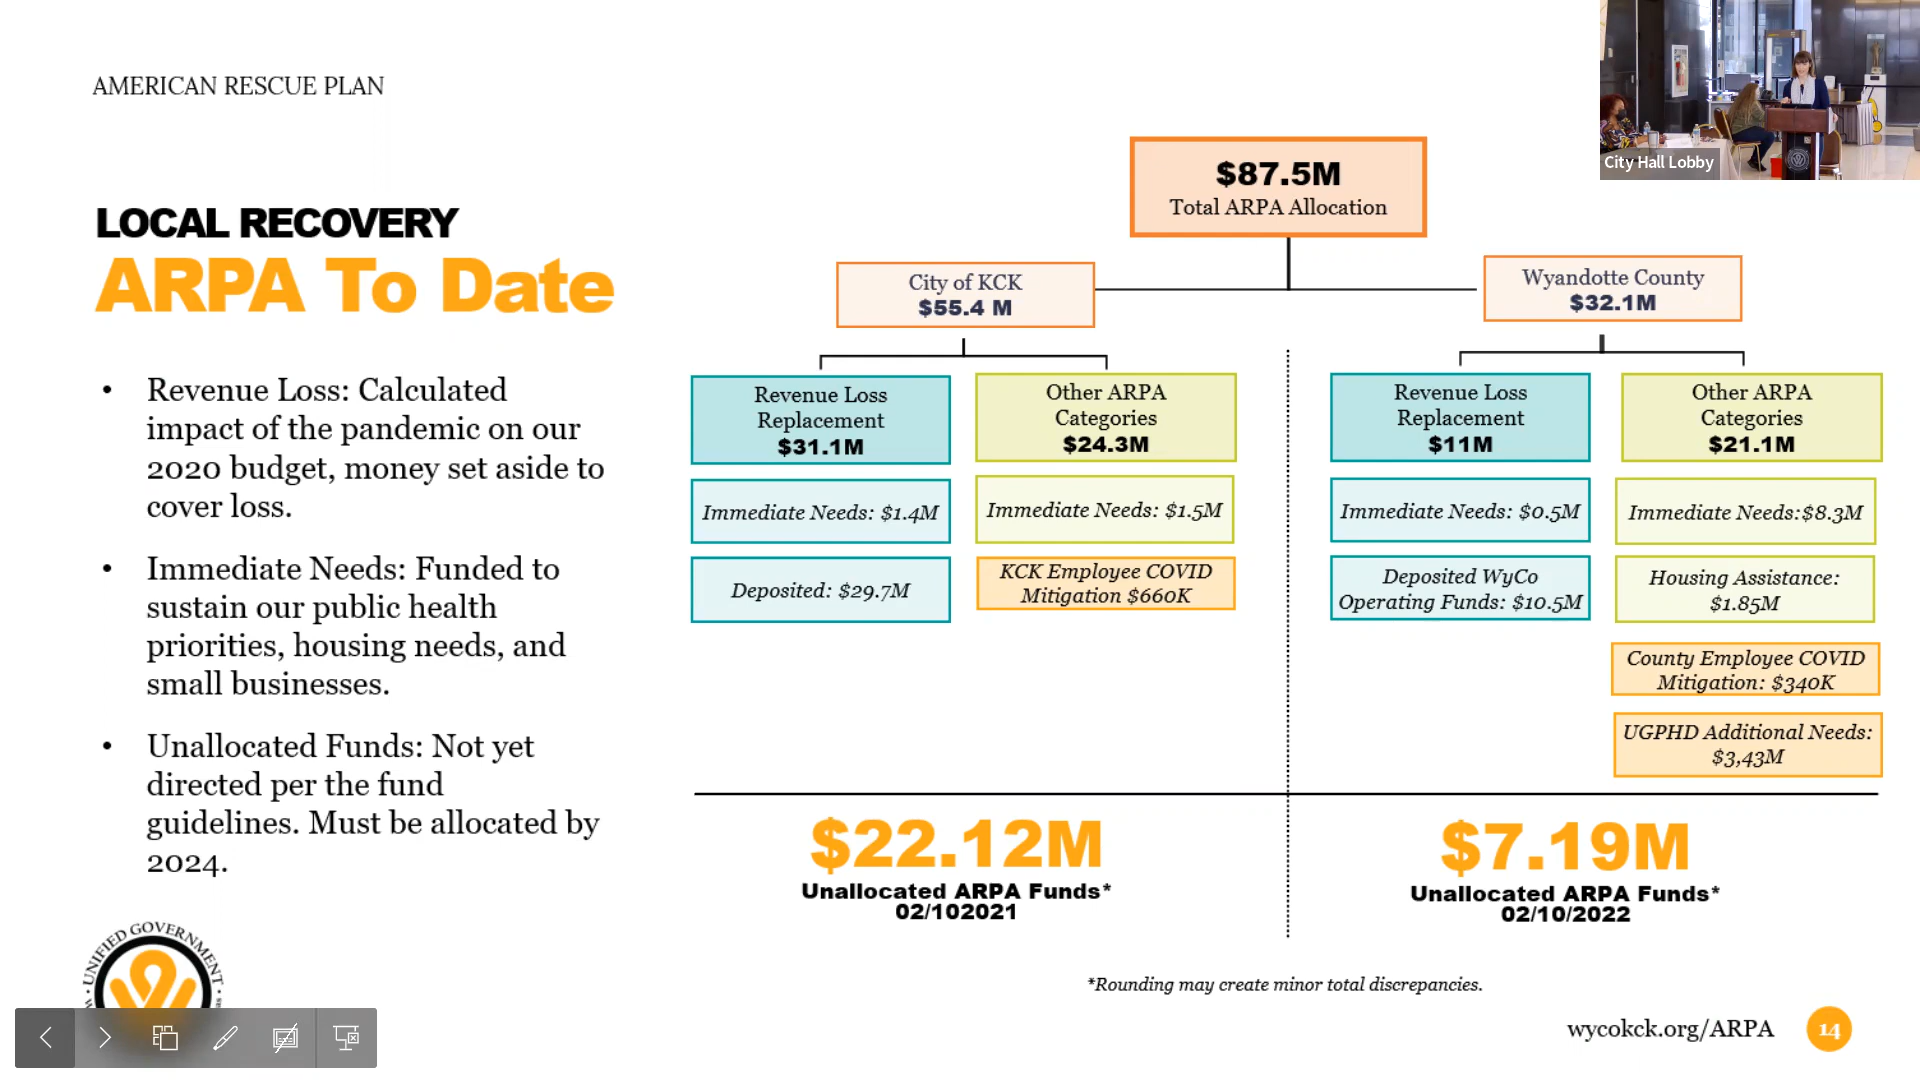 AMERICAN RESCUE PLAN
City Hall Lobby
LOCAL RECOVERY
ARPA To Date
• Revenue Loss: Calculated
impact of the pandemic on our
2020 budget, money set aside to
cover loss.
• Immediate Needs: Funded to
sustain our public health
priorities, housing needs, and
small businesses.
• Unallocated Funds: Not yet
directed per the fund
guidelines. Must be allocated by
2024.
$87.5M
Total ARPA Allocation
City of KCK
$55.4 M
Wyandotte County
$32.1M
Revenue Loss
Replacement
$31.1M
Immediate Needs: $1.4M
Deposited: $29.7M
Other ARPA
Categories
$24.3M
Immediate Needs: $1.5M
KCK Employee COVID
Mitigation $660K
Revenue Loss
Replacement
$11M
Immediate Needs: $0.5M
Deposited WyCo
Operating Funds: $10.5M
Other ARPA
Categories
$21.1M
Immediate Needs:$8.3M
Housing Assistance:
$1.85M
County Employee COVID
Mitigation: $340K
UGPHD Additional Needs:
$3,43M
$22.12M
Unallocated ARPA Funds*
02/102021
$7.19M
Unallocated ARPA Funds*
02/10/2022
*Rounding may create minor total discrepancies.
UNIFIED GOVERNMENT
wycokck.org/ARPA
14